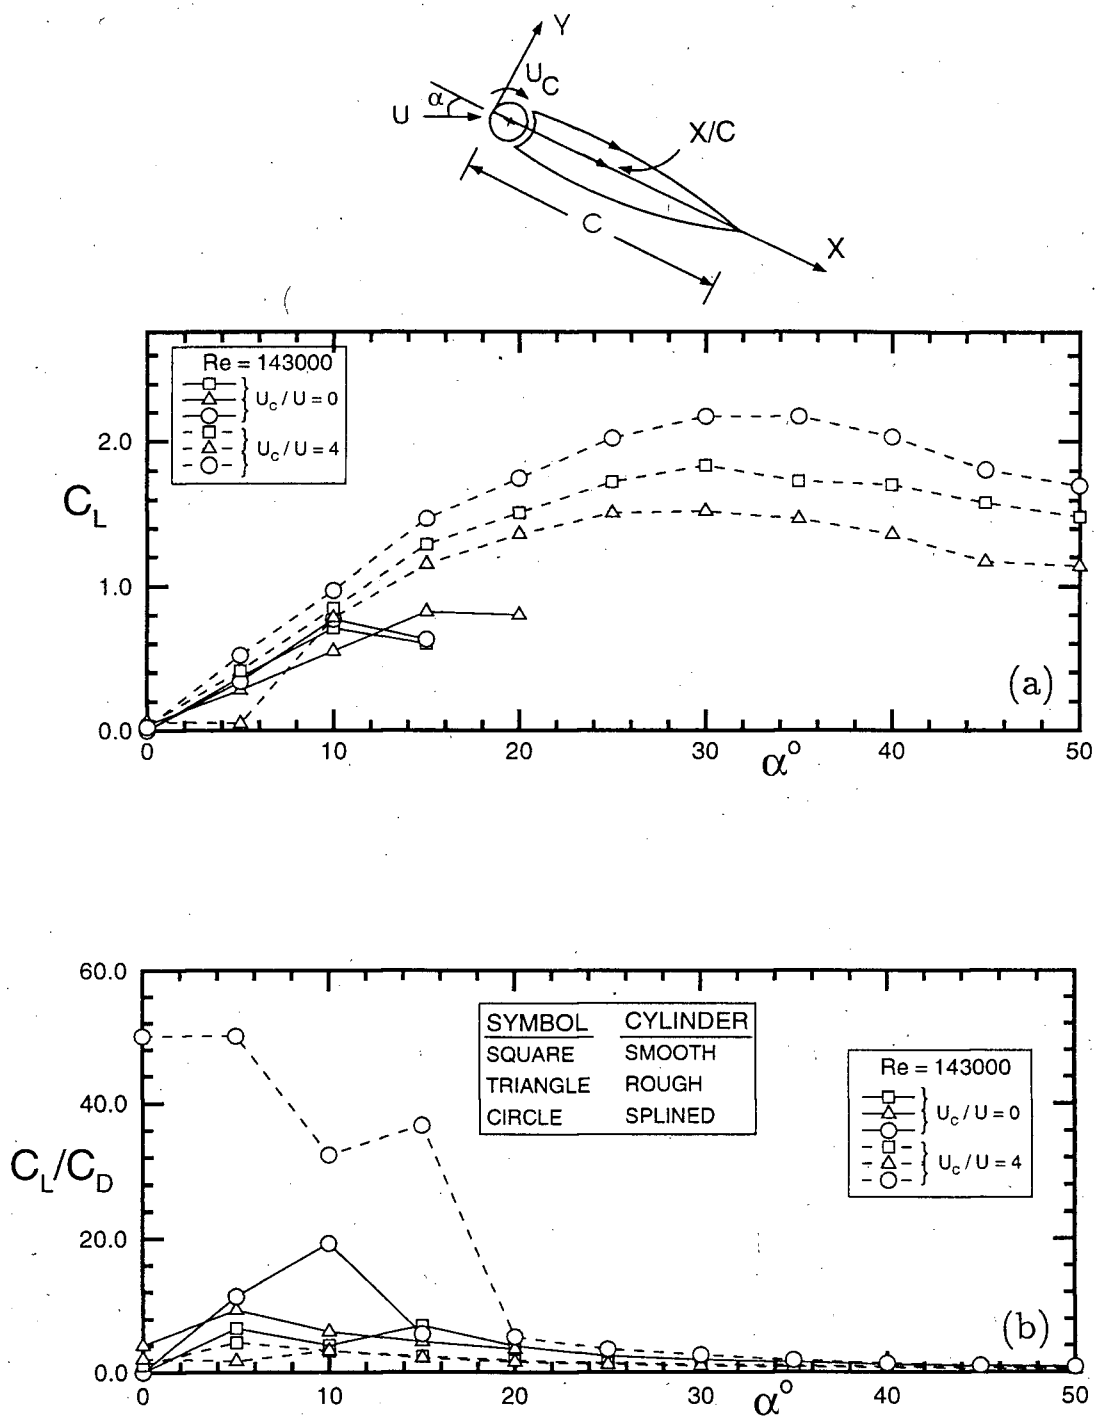 Y
U_C
α
U
X/C
C
X
Re = 143000
U_c / U = 0
U_c / U = 4
2.0
C_L
1.0
0.0
(a)
0 10 20 30 40 50
α°
60.0
SYMBOL CYLINDER
SQUARE SMOOTH
TRIANGLE ROUGH
CIRCLE SPLINED
Re = 143000
U_c / U = 0
U_c / U = 4
40.0
C_L/C_D
20.0
0.0
(b)
0 10 20 30 40 50
α°